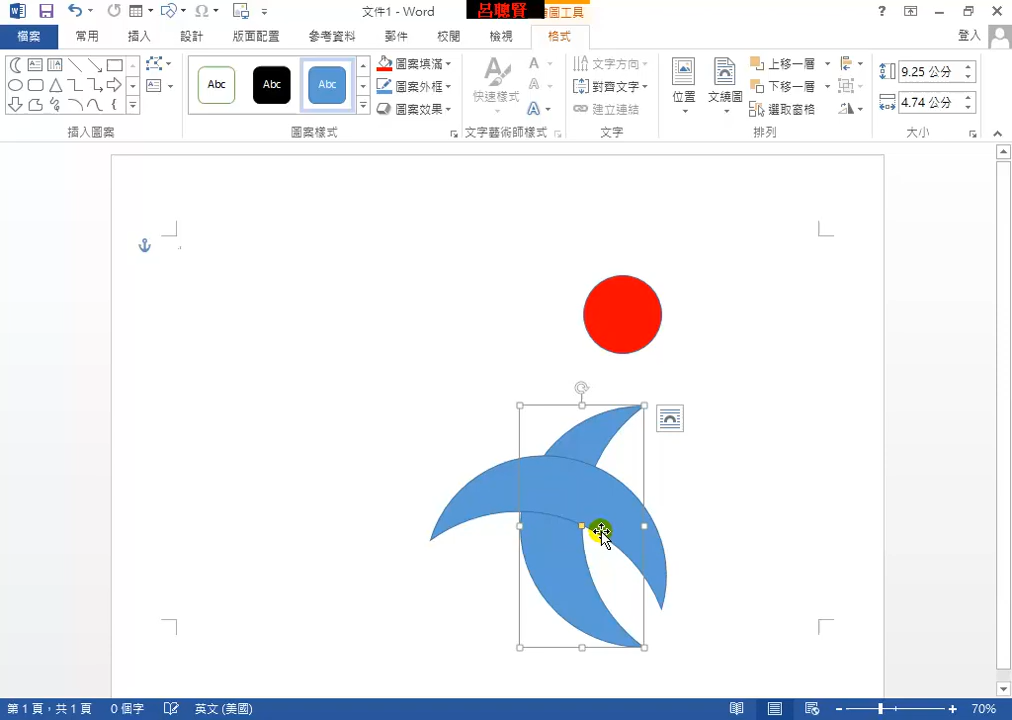 文件1 - Word
呂聰賢
繪圖工具
?
檔案
常用
插入
設計
版面配置
參考資料
郵件
校閱
檢視
格式
登入
Abc
Abc
Abc
圖案填滿
圖案外框
圖案效果
快速樣式
文字方向
對齊文字
建立連結
位置
文繞圖
上移一層
下移一層
選取窗格
9.25 公分
4.74 公分
插入圖案
圖案樣式
文字藝術師樣式
文字
排列
大小
第 1 頁，共 1 頁
0 個字
英文 (美國)
70%